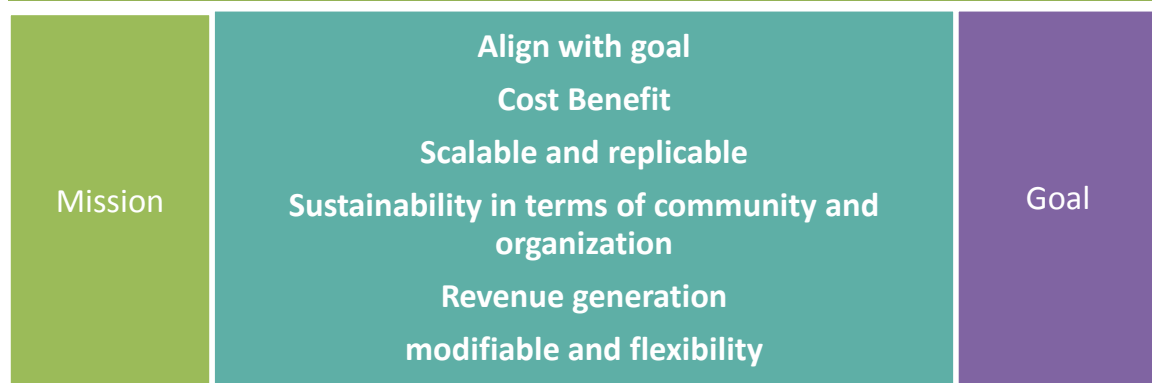 Mission
Align with goal
Cost Benefit
Scalable and replicable
Sustainability in terms of community and
organization
Revenue generation
modifiable and flexibility
Goal